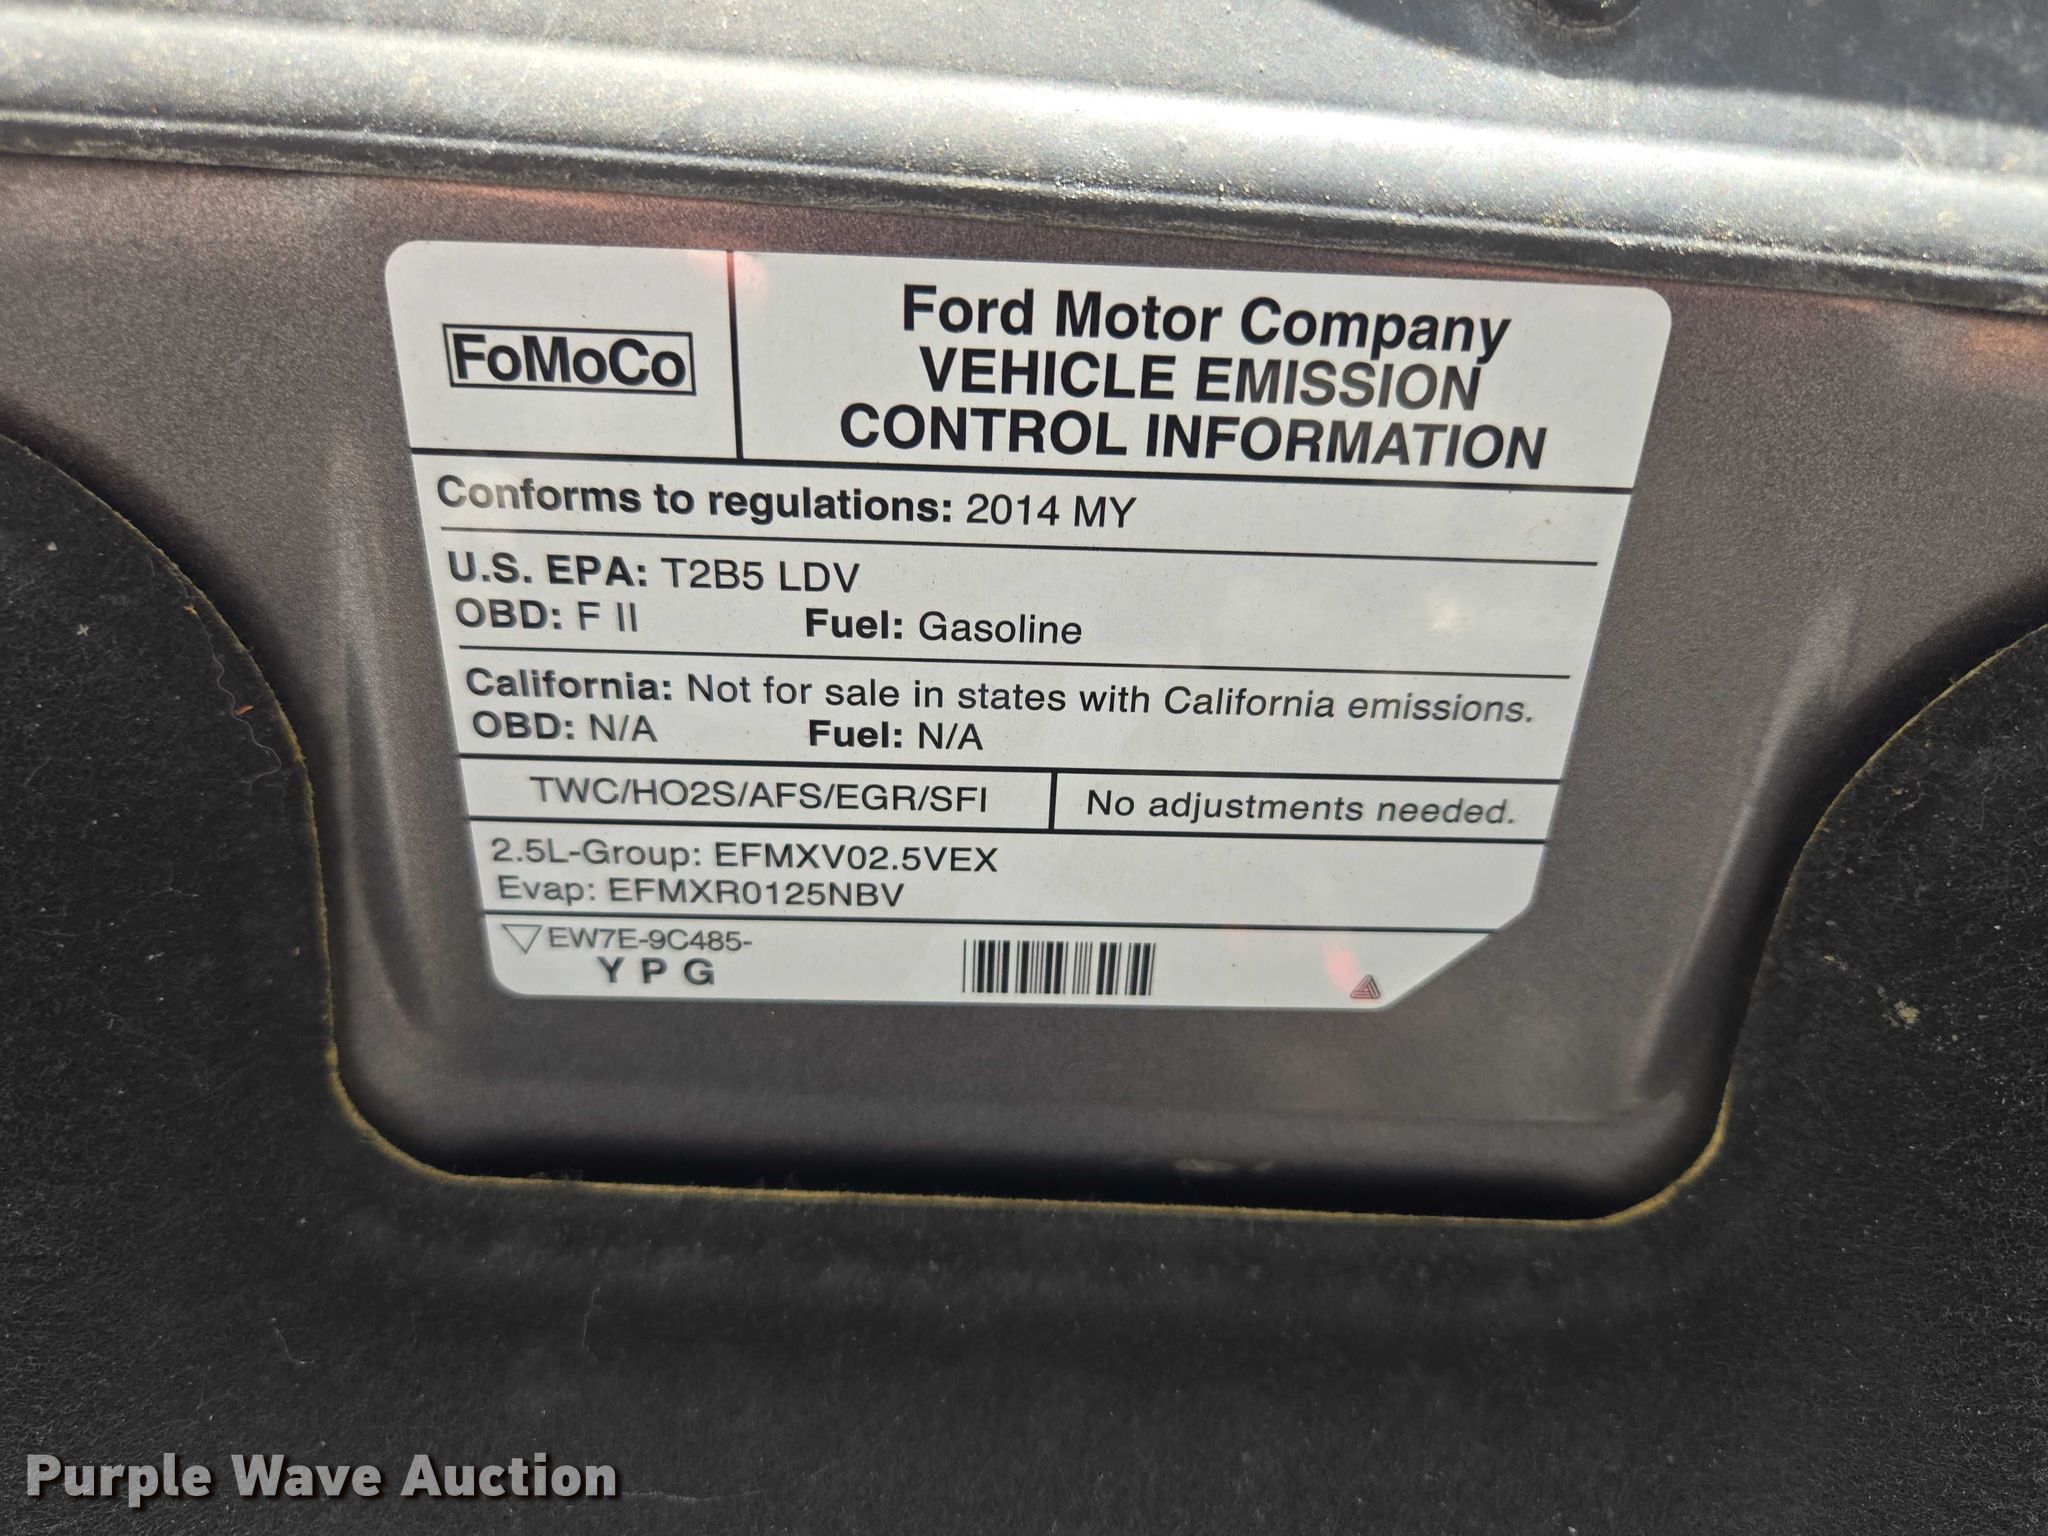 FoMoCo
Ford Motor Company
VEHICLE EMISSION
CONTROL INFORMATION
Conforms to regulations: 2014 MY
U.S. EPA: T2B5 LDV
OBD: F II Fuel: Gasoline
California: Not for sale in states with California emissions.
OBD: N/A Fuel: N/A
TWC/HO2S/AFS/EGR/SFI No adjustments needed.
2.5L-Group: EFMXV02.5VEX
Evap: EFMXR0125NBV
EW7E-9C485-
Y P G
Purple Wave Auction